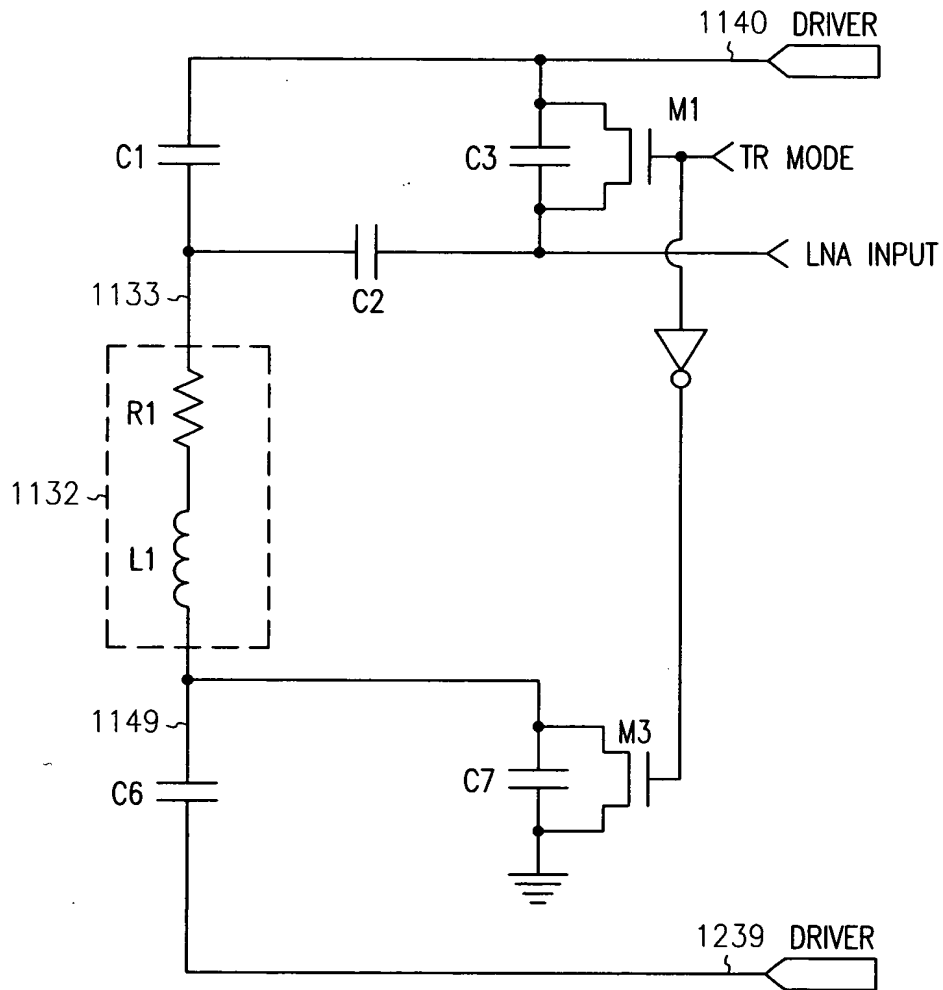 1140 DRIVER
M1
C1
C3
TR MODE
C2
LNA INPUT
1133
R1
1132
L1
1149
M3
C6
C7
1239 DRIVER